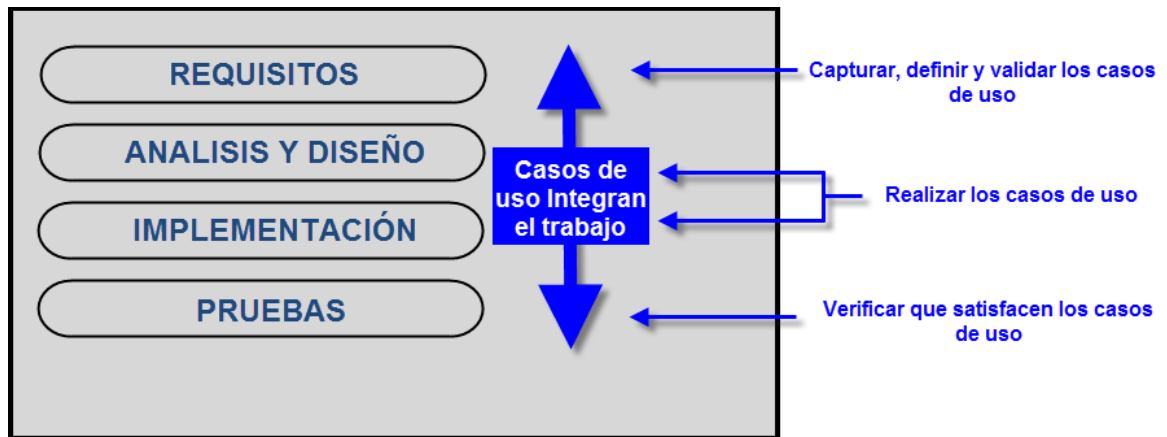 REQUISITOS
ANALISIS Y DISEÑO
IMPLEMENTACIÓN
PRUEBAS
Casos de
uso Integran
el trabajo
Capturar, definir y validar los casos
de uso
Realizar los casos de uso
Verificar que satisfacen los casos
de uso